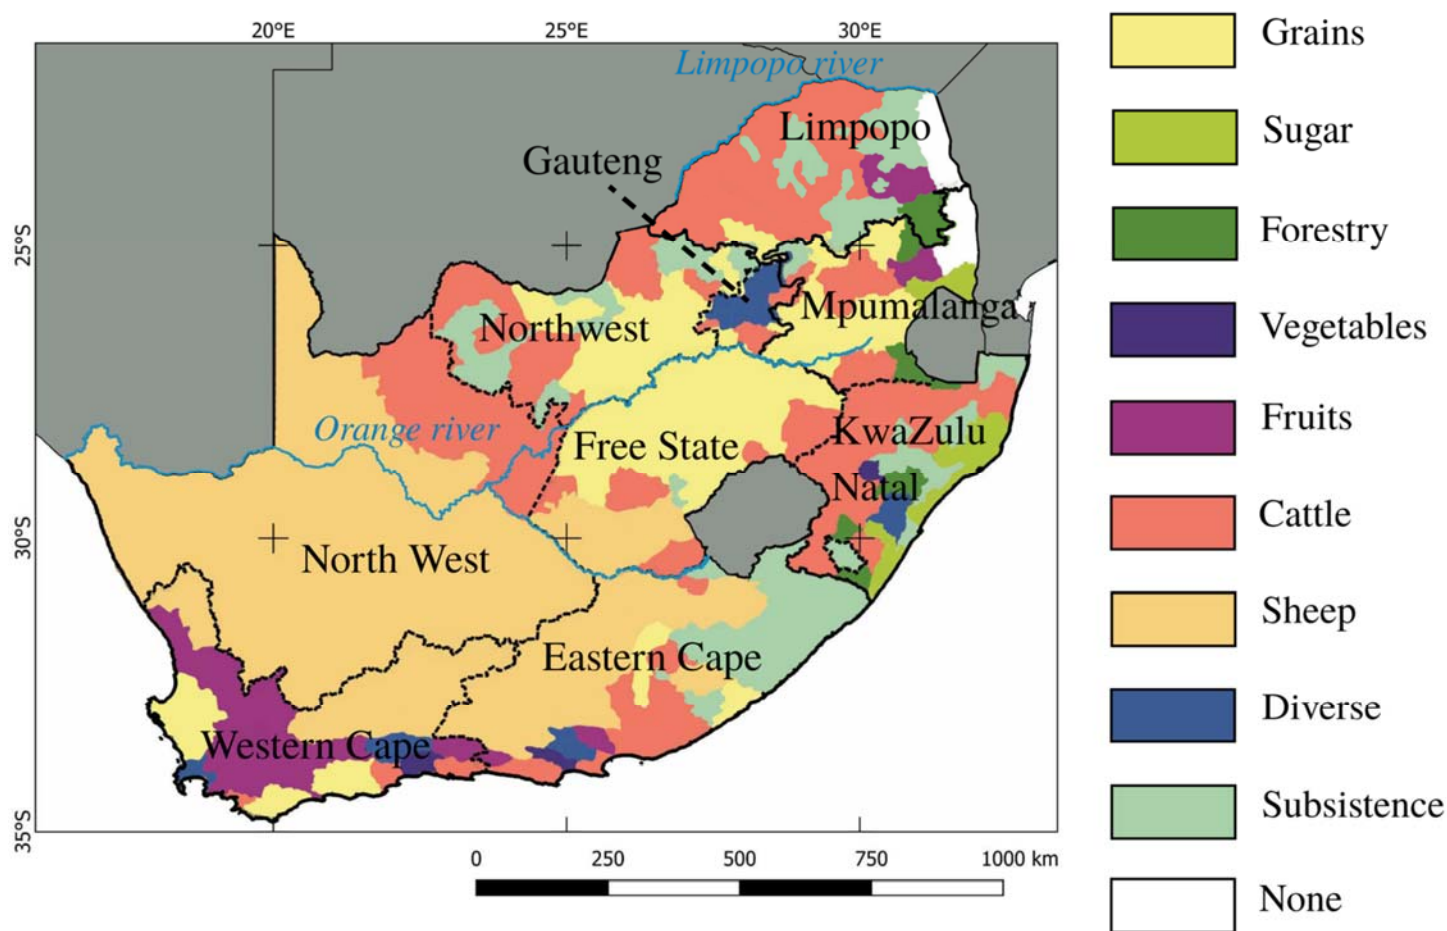 20°E
25°E
30°E
Limpopo river
Limpopo
Gauteng
25°S
Northwest
Mpumalanga
Orange river
Free State
KwaZulu
Natal
30°S
North West
Eastern Cape
Western Cape
35°S
0
250
500
750
1000 km
Grains
Sugar
Forestry
Vegetables
Fruits
Cattle
Sheep
Diverse
Subsistence
None